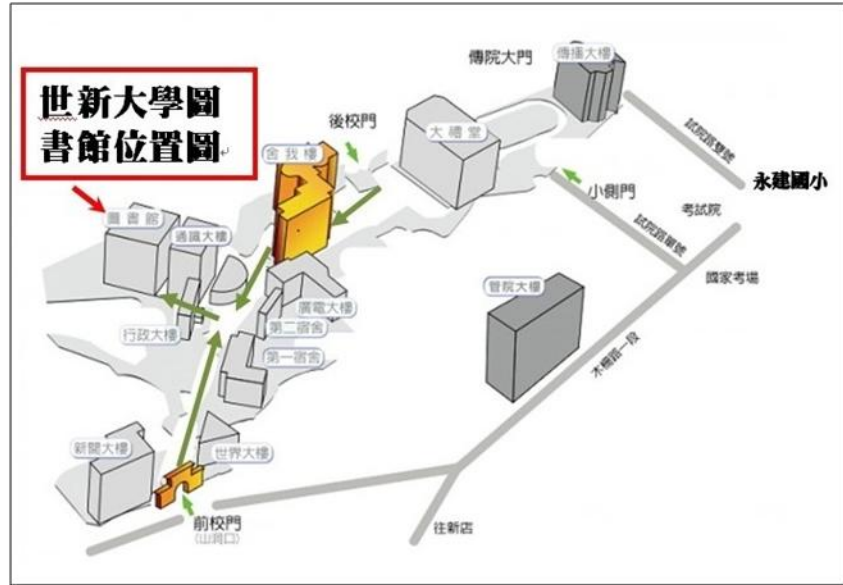 世新大學圖
書館位置圖
傳院大門
傳播大樓
後校門
大禮堂
舍我樓
試院路雙號
永建國小
小側門
考試院
試院路單號
圖書館
通識大樓
國家考場
管院大樓
廣電大樓
行政大樓
第二宿舍
第一宿舍
木柵路一段
新聞大樓
世界大樓
前校門
(山洞口)
往新店